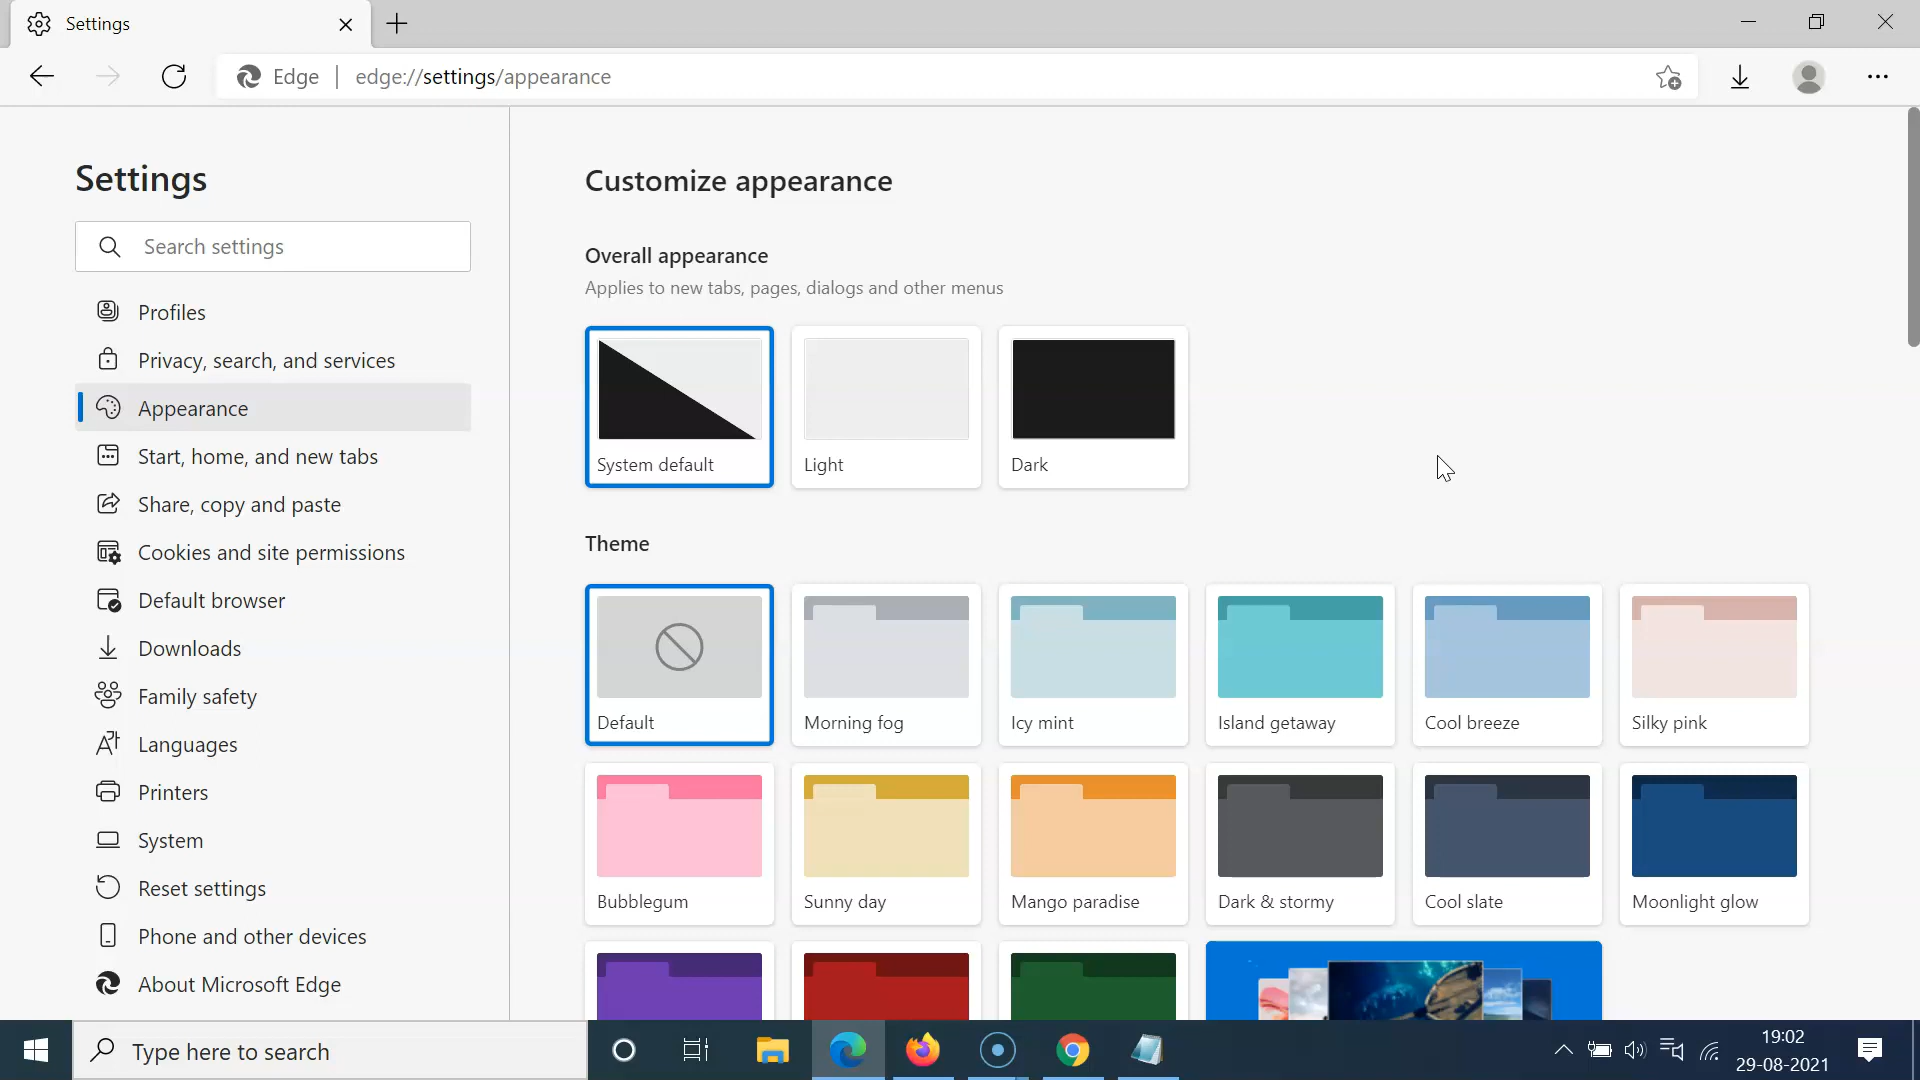 Settings
Edge
edge://settings/appearance
Settings
Search settings
Profiles
Privacy, search, and services
Appearance
Start, home, and new tabs
Share, copy and paste
Cookies and site permissions
Default browser
Downloads
Family safety
Languages
Printers
System
Reset settings
Phone and other devices
About Microsoft Edge
Customize appearance
Overall appearance
Applies to new tabs, pages, dialogs and other menus
System default
Light
Dark
Theme
Default
Morning fog
Icy mint
Island getaway
Cool breeze
Silky pink
Bubblegum
Sunny day
Mango paradise
Dark & stormy
Cool slate
Moonlight glow
Type here to search
19:02
29-08-2021